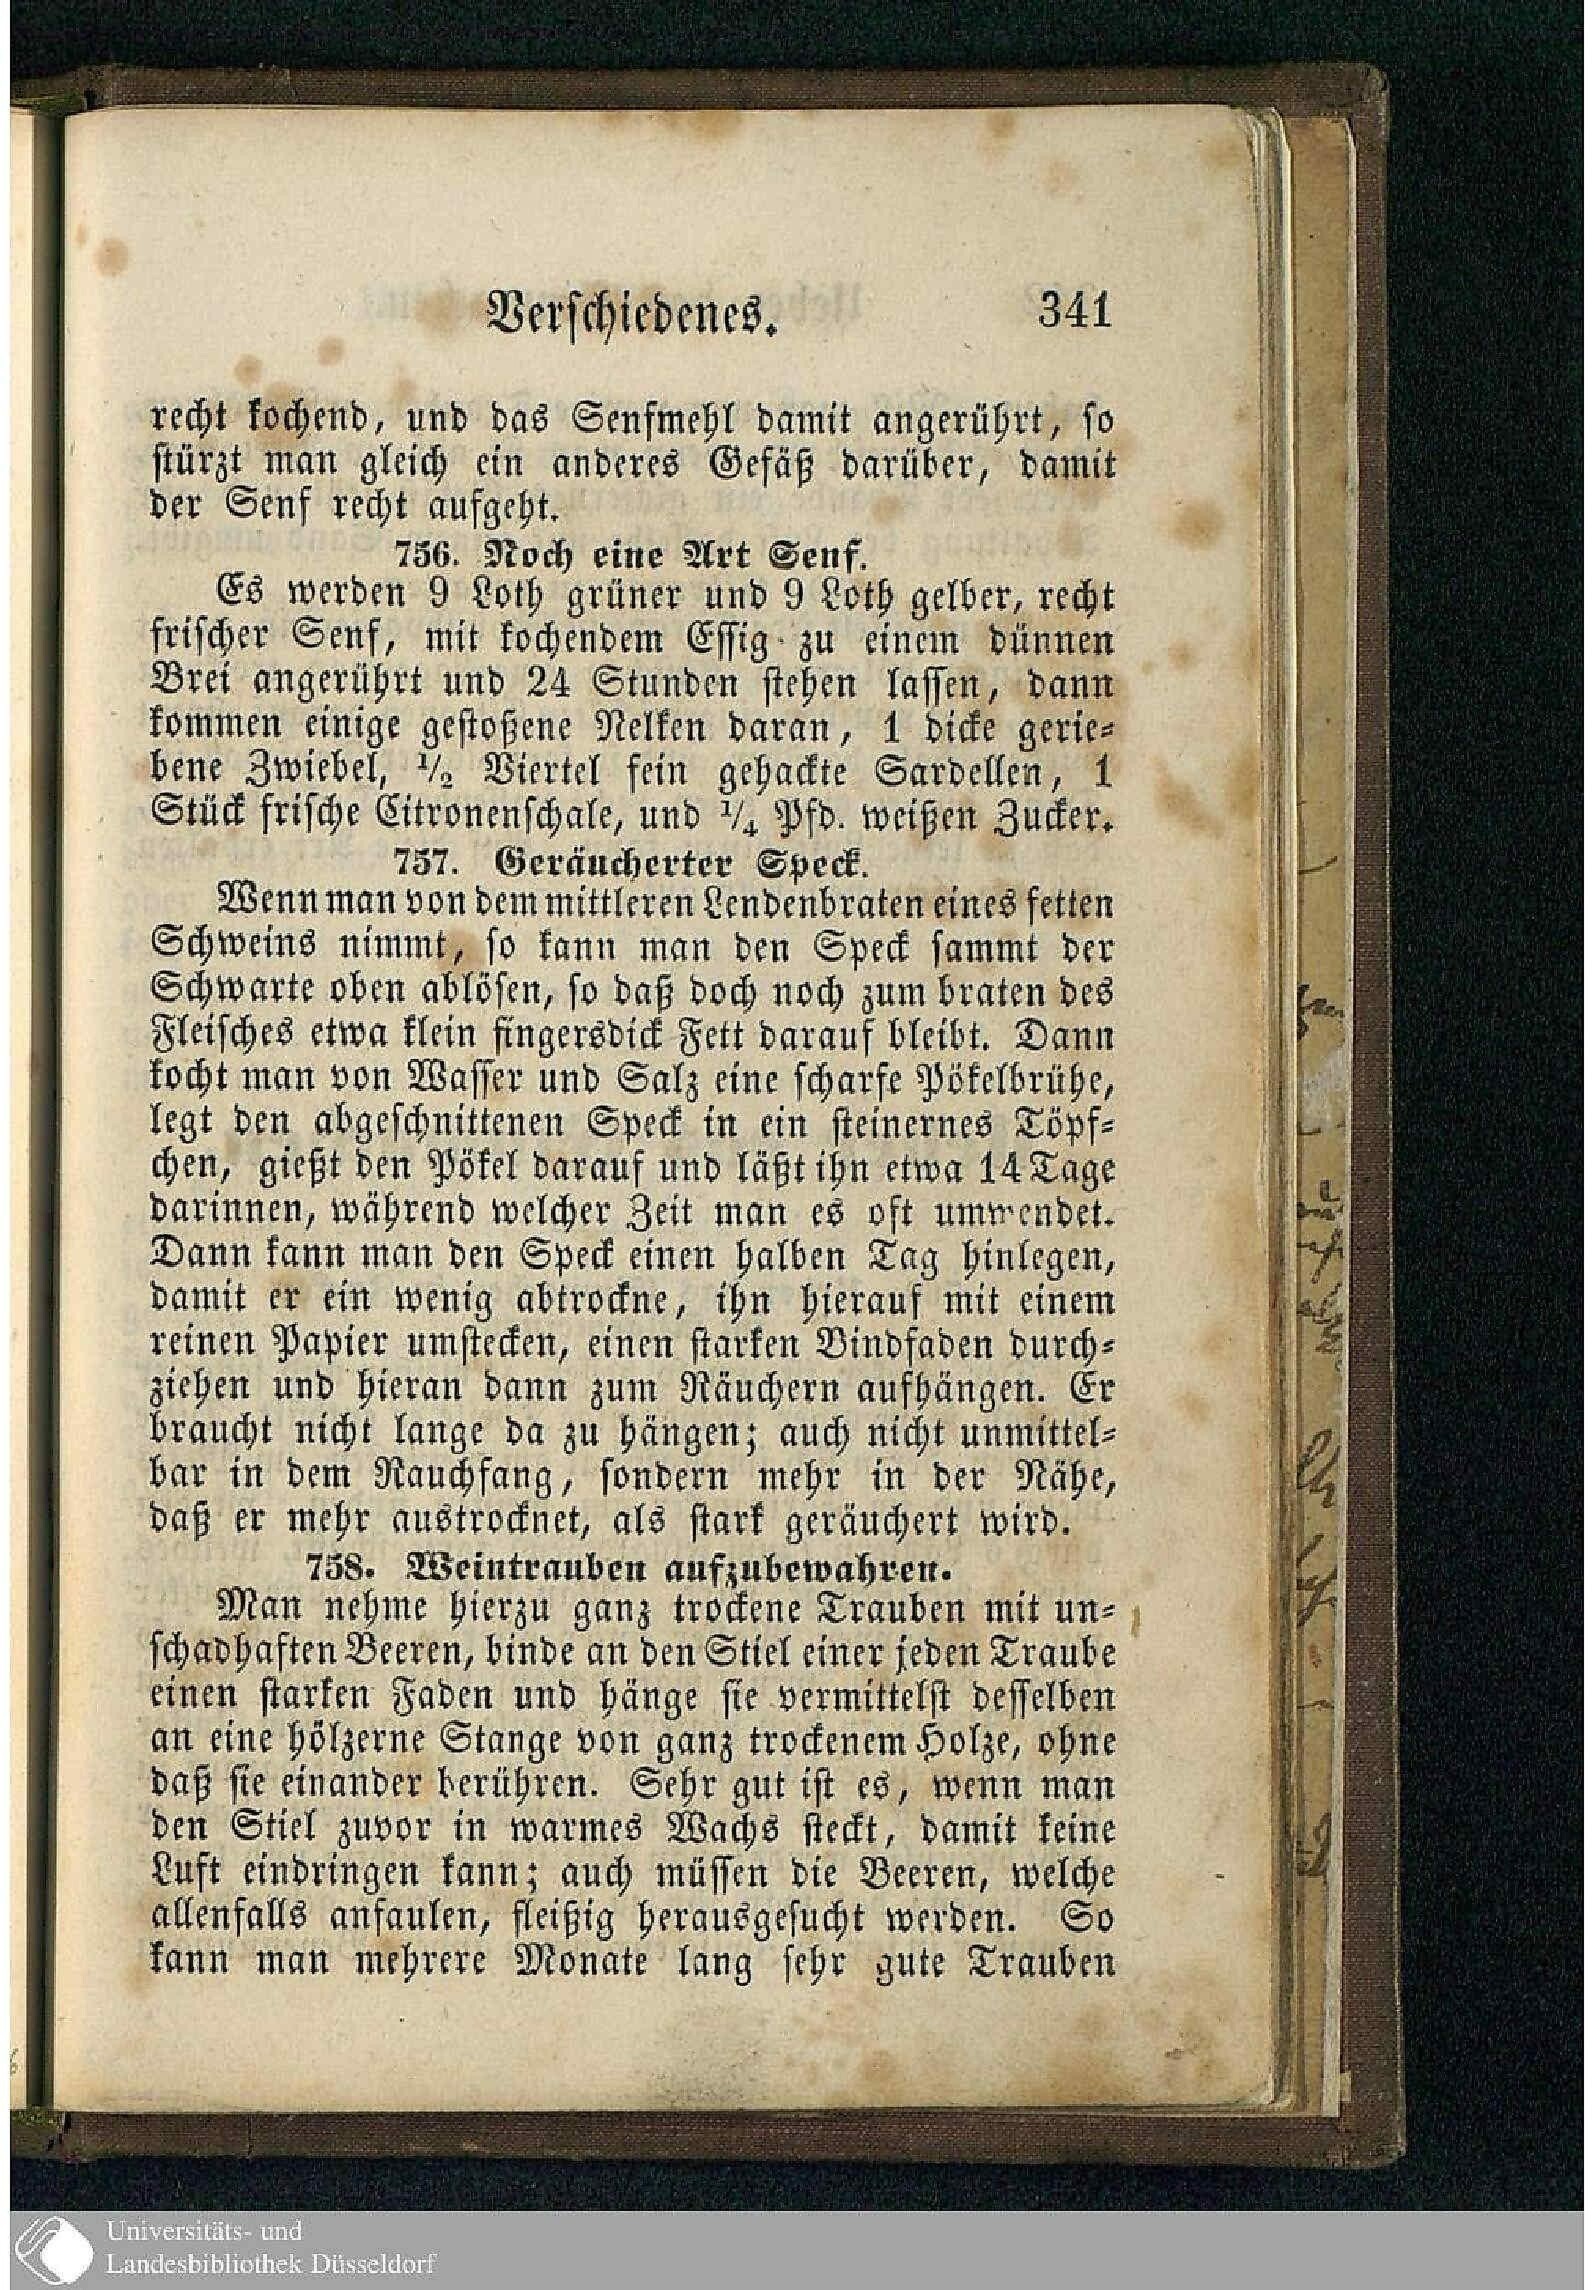 Verschiedenes. 341
recht kochend, und das Senfmehl damit angerührt, so
stürzt man gleich ein anderes Gefäß darüber, damit
der Senf recht aufgeht.
756. Noch eine Art Senf.
Es werden 9 Loth grüner und 9 Loth gelber, recht
frischer Senf, mit kochendem Essig zu einem dünnen
Brei angerührt und 24 Stunden stehen lassen, dann
kommen einige gestoßene Nelken daran, 1 dicke gerie-
bene Zwiebel, 1/2 Viertel fein gehackte Sardellen, 1
Stück frische Citronenschale, und 1/4 Pfd. weißen Zucker.
757. Geräucherter Speck.
Wenn man von dem mittleren Lendenbraten eines fetten
Schweins nimmt, so kann man den Speck sammt der
Schwarte oben ablösen, so daß doch noch zum braten des
Fleisches etwa klein fingersdick Fett darauf bleibt. Dann
kocht man von Wasser und Salz eine scharfe Pökelbrühe,
legt den abgeschnittenen Speck in ein steinernes Töpf-
chen, gießt den Pökel darauf und läßt ihn etwa 14 Tage
darinnen, während welcher Zeit man es oft umwendet.
Dann kann man den Speck einen halben Tag hinlegen,
damit er ein wenig abtrockne, ihn hierauf mit einem
reinen Papier umstecken, einen starken Bindfaden durch-
ziehen und hieran dann zum Räuchern aufhängen. Er
braucht nicht lange da zu hängen; auch nicht unmittel-
bar in dem Rauchfang, sondern mehr in der Nähe,
daß er mehr austrocknet, als stark geräuchert wird.
758. Weintrauben aufzubewahren.
Man nehme hierzu ganz trockene Trauben mit un-
schadhaften Beeren, binde an den Stiel einer jeden Traube
einen starken Faden und hänge sie vermittelst desselben
an eine hölzerne Stange von ganz trockenem Holze, ohne
daß sie einander berühren. Sehr gut ist es, wenn man
den Stiel zuvor in warmes Wachs steckt, damit keine
Luft eindringen kann; auch müssen die Beeren, welche
allenfalls anfaulen, fleißig herausgesucht werden. So
kann man mehrere Monate lang sehr gute Trauben
Universitäts- und
Landesbibliothek Düsseldorf